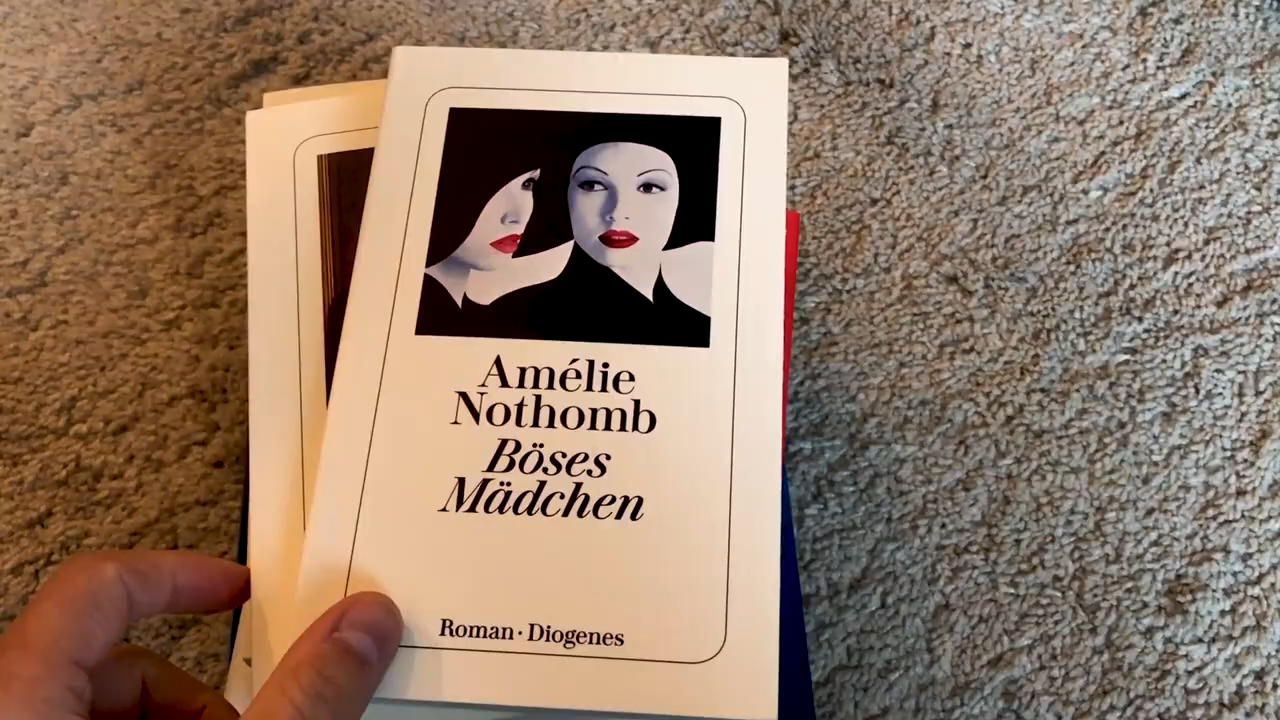 Amélie
Nothomb
Böses
Mädchen
Roman · Diogenes